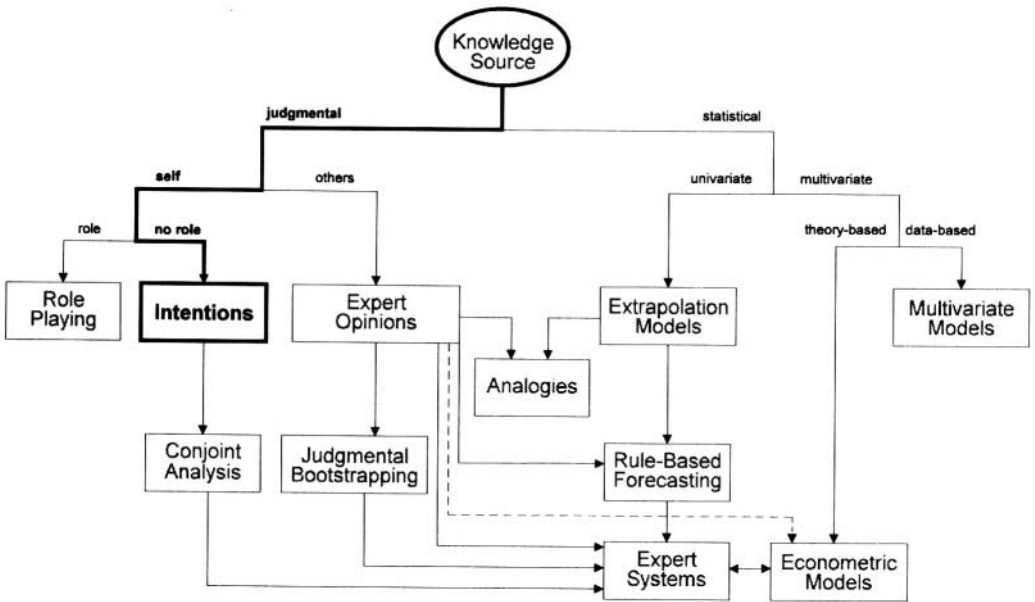 Knowledge
Source
judgmental
statistical
self
others
univariate
multivariate
role
no role
theory-based
data-based
Role
Playing
Intentions
Expert
Opinions
Extrapolation
Models
Multivariate
Models
Analogies
Conjoint
Analysis
Judgmental
Bootstrapping
Rule-Based
Forecasting
Expert
Systems
Econometric
Models